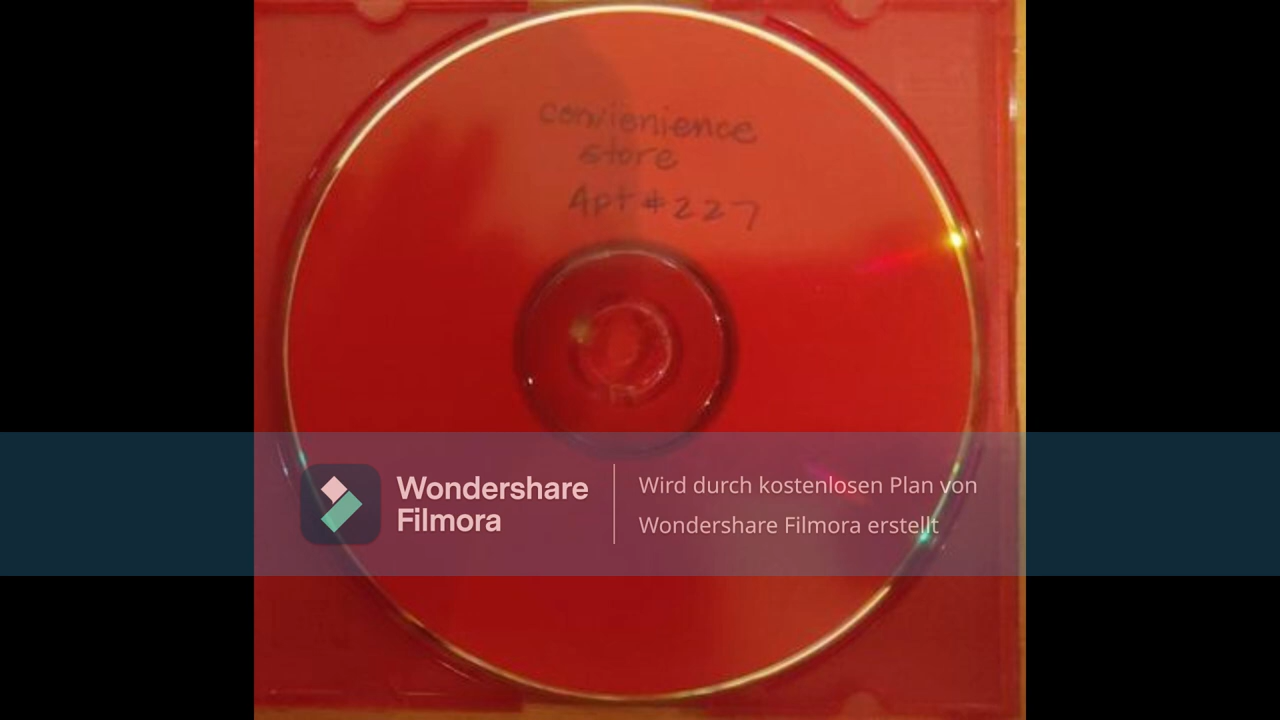 convienience
store
Apt #227
Wondershare
Filmora
Wird durch kostenlosen Plan von
Wondershare Filmora erstellt